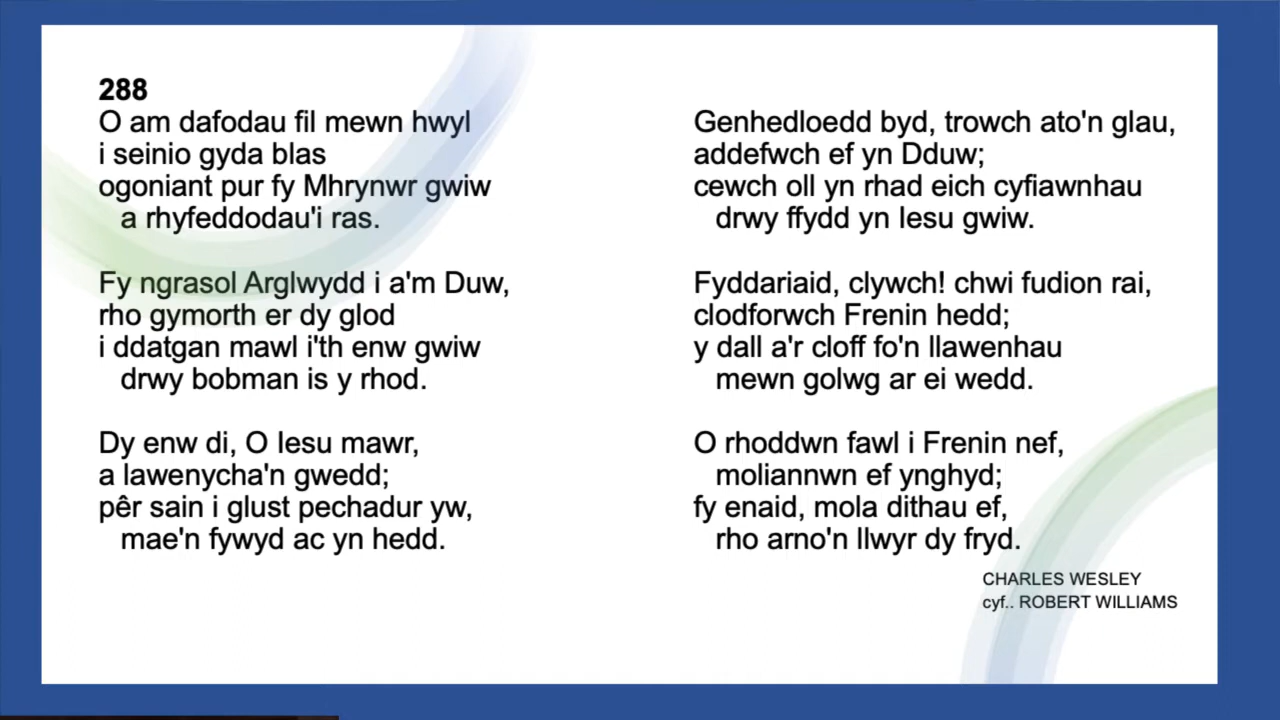 288
O am dafodau fil mewn hwyl
i seinio gyda blas
ogoniant pur fy Mhrynwr gwiw
a rhyfeddodau'i ras.
Fy ngrasol Arglwydd i a'm Duw,
rho gymorth er dy glod
i ddatgan mawl i'th enw gwiw
drwy bobman is y rhod.
Dy enw di, O Iesu mawr,
a lawenycha'n gwedd;
pêr sain i glust pechadur yw,
mae'n fywyd ac yn hedd.
Genhedloedd byd, trowch ato'n glau,
addefwch ef yn Dduw;
cewch oll yn rhad eich cyfiawnhau
drwy ffydd yn Iesu gwiw.
Fyddariaid, clywch! chwi fudion rai,
clodforwch Frenin hedd;
y dall a'r cloff fo'n llawenhau
mewn golwg ar ei wedd.
O rhoddwn fawl i Frenin nef,
moliannwn ef ynghyd;
fy enaid, mola dithau ef,
rho arno'n llwyr dy fryd.
CHARLES WESLEY
cyf.. ROBERT WILLIAMS